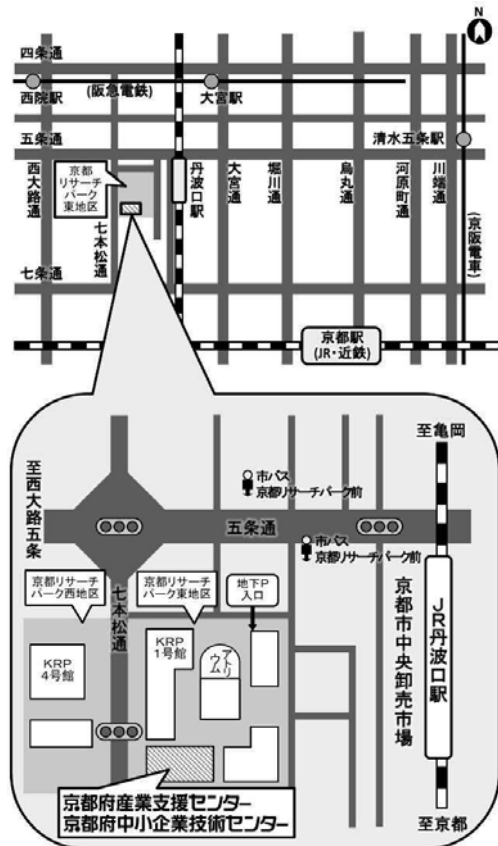 N
四条通
(阪急電鉄)
西院駅
大宮駅
五条通
清水五条駅
京都
リサーチ
パーク
東地区
西大路通
七本松通
丹波口駅
大宮通
堀川通
烏丸通
河原町通
川端通
(京阪電車)
七条通
京都駅
(JR・近鉄)
至亀岡
至西大路五条
市バス
京都リサーチパーク前
五条通
市バス
京都リサーチパーク前
京都リサーチ
パーク西地区
七本松通
京都リサーチ
パーク東地区
地下P
入口
京都市中央卸売市場
JR丹波口駅
KRP
4号館
KRP
1号館
アトリ
ウム
京都府産業支援センター
京都府中小企業技術センター
至京都